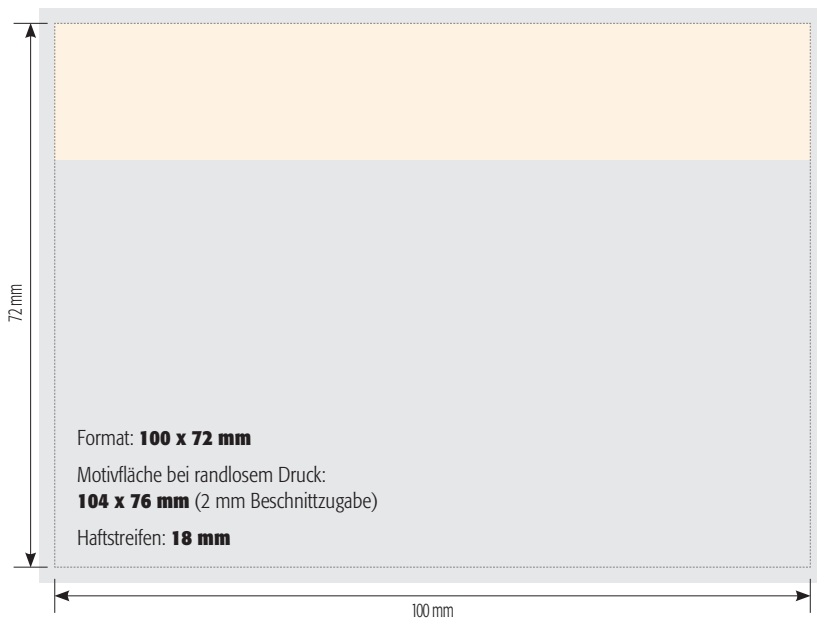 72 mm
Format: 100 x 72 mm
Motivfläche bei randlosem Druck:
104 x 76 mm (2 mm Beschnittzugabe)
Haftstreifen: 18 mm
100 mm